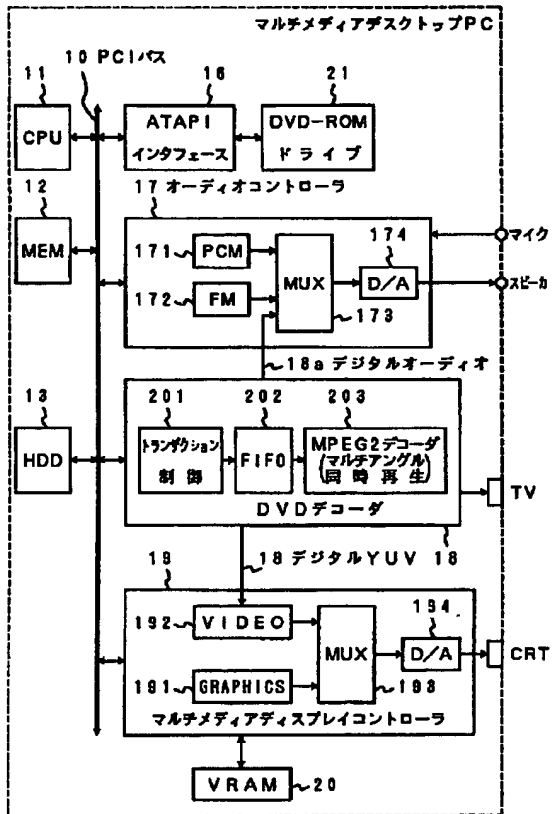 マルチメディアデスクトップPC
10 PCIバス
11
CPU
16
ATAPI
インタフェース
21
DVD-ROM
ドライブ
12
MEM
17 オーディオコントローラ
171
PCM
172
FM
MUX
173
174
D/A
マイク
スピーカ
18a デジタルオーディオ
13
HDD
201
トランザクション
制御
202
FIFO
203
MPEG2デコーダ
(マルチアングル
同時再生)
DVDデコーダ
18
TV
18 デジタルYUV
19
192
VIDEO
191
GRAPHICS
MUX
193
194
D/A
CRT
マルチメディアディスプレイコントローラ
VRAM
20